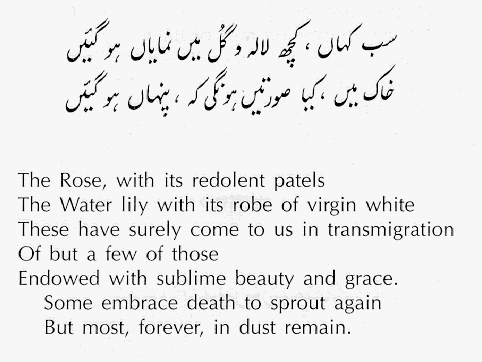 سب کہاں ، کچھ لالہ و گُل میں نمایاں ہو گئیں
خاک میں ، کیا صورتیں ہونگی کہ ، پنہاں ہو گئیں
The Rose, with its redolent patels
The Water lily with its robe of virgin white
These have surely come to us in transmigration
Of but a few of those
Endowed with sublime beauty and grace.
Some embrace death to sprout again
But most, forever, in dust remain.